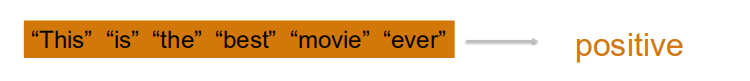 “This” “is” “the” “best” “movie” “ever” positive